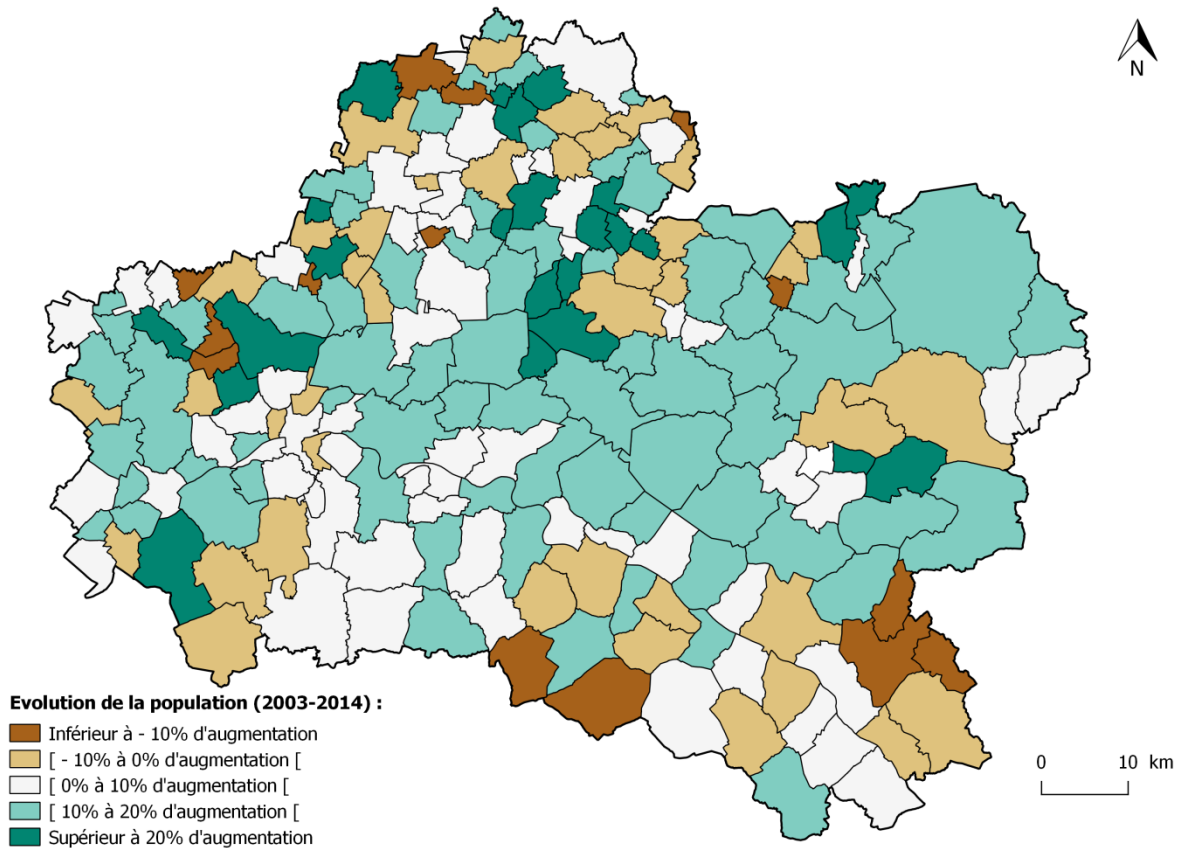 N
Evolution de la population (2003-2014) :
Inférieur à - 10% d'augmentation
[ - 10% à 0% d'augmentation [
[ 0% à 10% d'augmentation [
[ 10% à 20% d'augmentation [
Supérieur à 20% d'augmentation
0 10 km